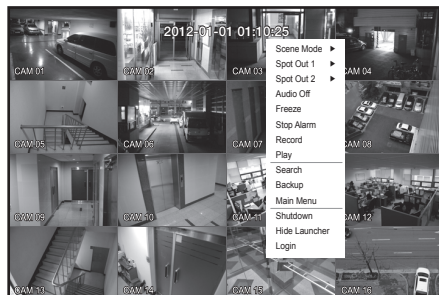 2012-01-01 01:10:25
CAM 01
CAM 02
CAM 03
CAM 04
Scene Mode ▶
Spot Out 1 ▶
Spot Out 2 ▶
Audio Off
Freeze
Stop Alarm
Record
Play
Search
Backup
Main Menu
Shutdown
Hide Launcher
Login
CAM 05
CAM 06
CAM 07
CAM 08
CAM 09
CAM 10
CAM 11
CAM 12
CAM 13
CAM 14
CAM 15
CAM 16